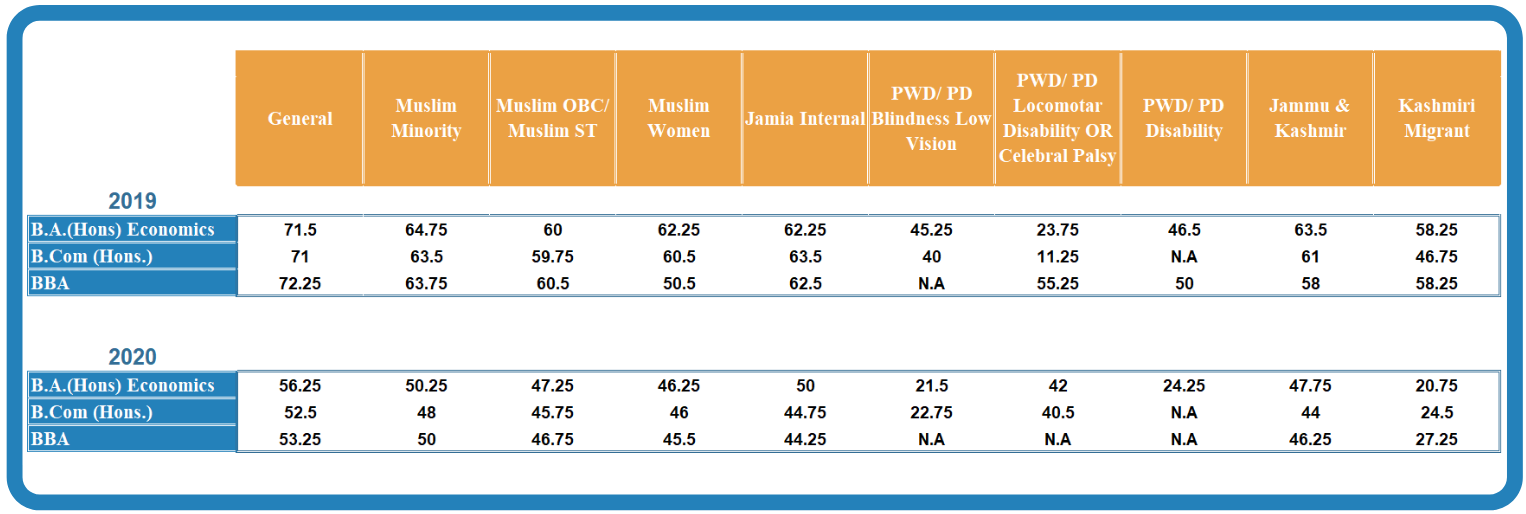 General Muslim Minority Muslim OBC/ Muslim ST Muslim Women Jamia Internal PWD/ PD Blindness Low Vision PWD/ PD Locomotar Disability OR Celebral Palsy PWD/ PD Disability Jammu & Kashmir Kashmiri Migrant
2019
B.A.(Hons) Economics 71.5 64.75 60 62.25 62.25 45.25 23.75 46.5 63.5 58.25
B.Com (Hons.) 71 63.5 59.75 60.5 63.5 40 11.25 N.A 61 46.75
BBA 72.25 63.75 60.5 50.5 62.5 N.A 55.25 50 58 58.25
2020
B.A.(Hons) Economics 56.25 50.25 47.25 46.25 50 21.5 42 24.25 47.75 20.75
B.Com (Hons.) 52.5 48 45.75 46 44.75 22.75 40.5 N.A 44 24.5
BBA 53.25 50 46.75 45.5 44.25 N.A N.A N.A 46.25 27.25